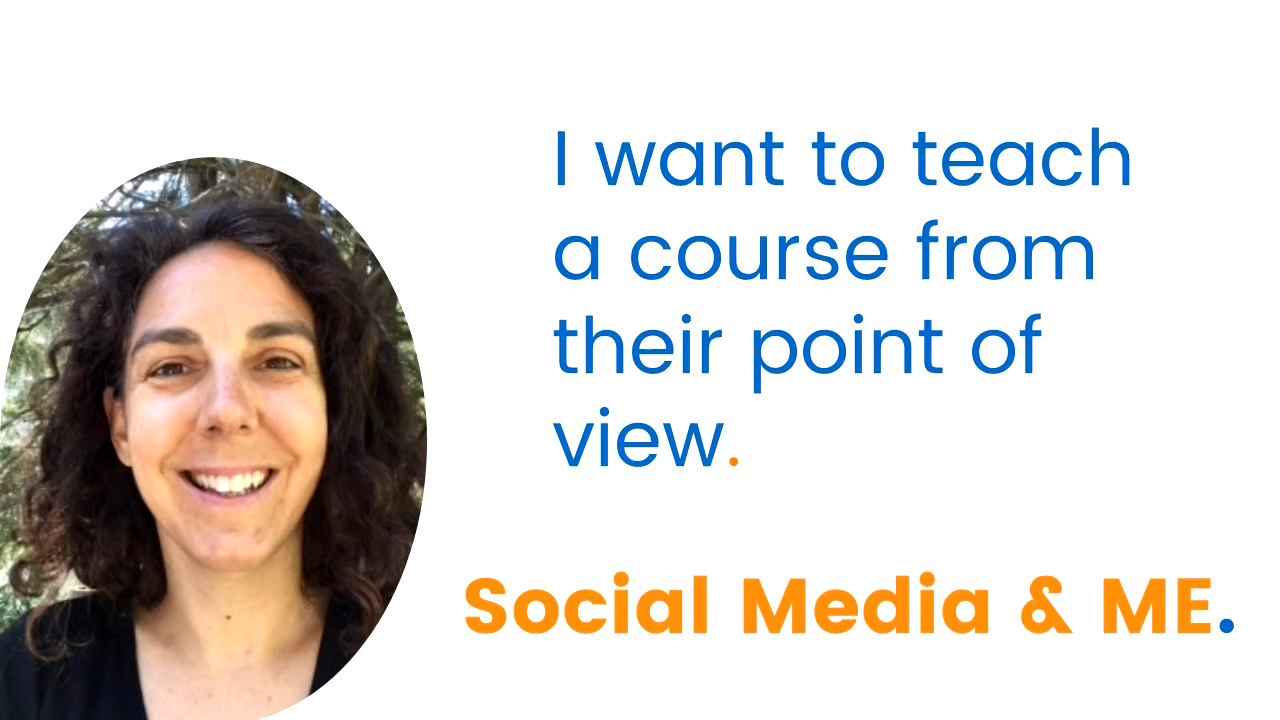 I want to teach
a course from
their point of
view.
Social Media & ME.